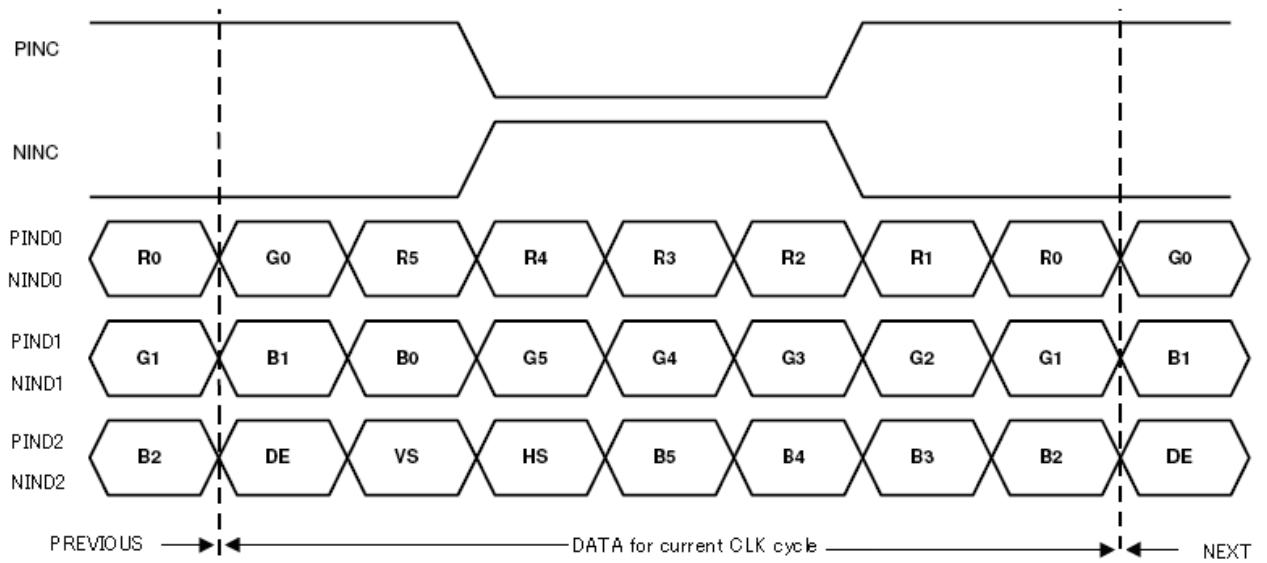 PINC
NINC
PIND0
NIND0
R0 G0 R5 R4 R3 R2 R1 R0 G0
PIND1
NIND1
G1 B1 B0 G5 G4 G3 G2 G1 B1
PIND2
NIND2
B2 DE VS HS B5 B4 B3 B2 DE
PREVIOUS DATA for current CLK cycle NEXT